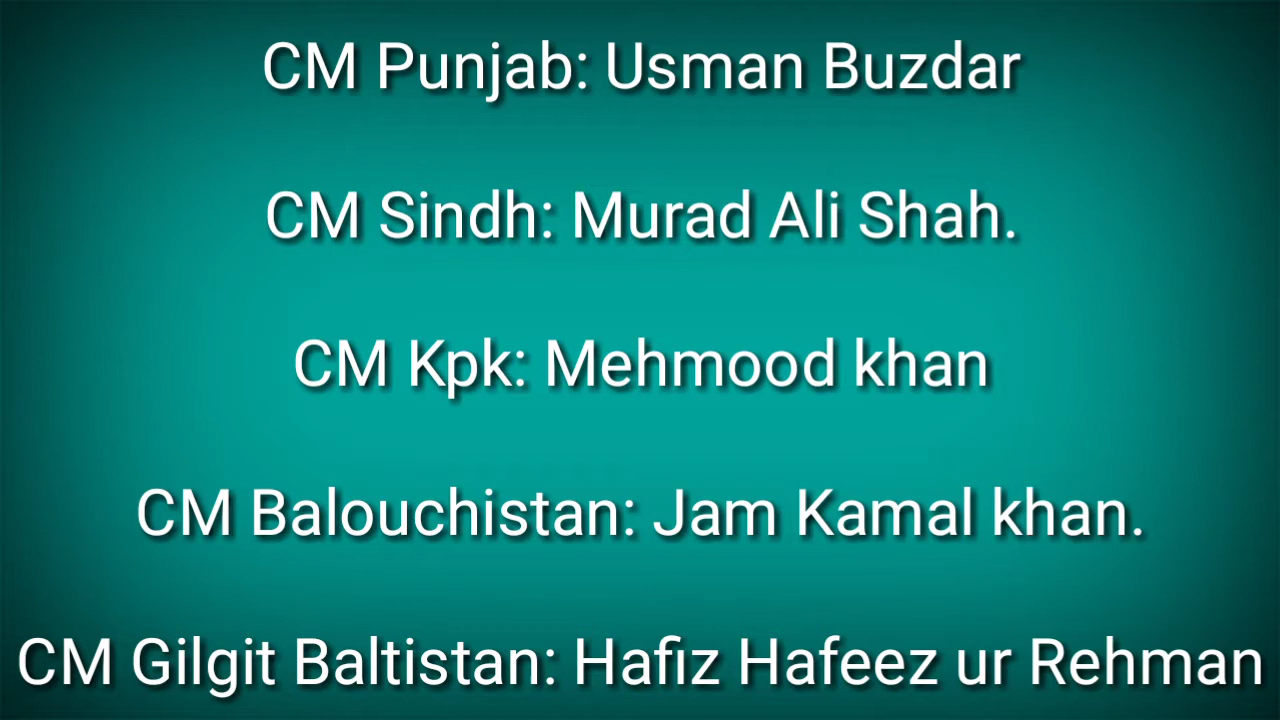 CM Punjab: Usman Buzdar
CM Sindh: Murad Ali Shah.
CM Kpk: Mehmood khan
CM Balouchistan: Jam Kamal khan.
CM Gilgit Baltistan: Hafiz Hafeez ur Rehman